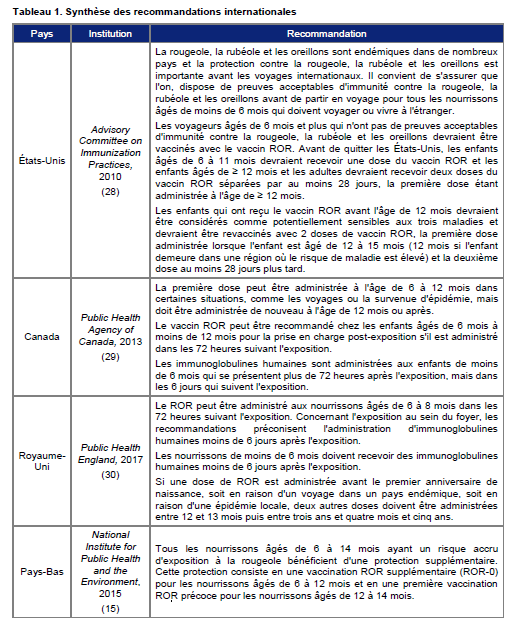 Tableau 1. Synthèse des recommandations internationales
Pays Institution Recommandation
États-Unis
Advisory
Committee on
Immunization
Practices,
2010
(28)
La rougeole, la rubéole et les oreillons sont endémiques dans de nombreux
pays et la protection contre la rougeole, la rubéole et les oreillons est
importante avant les voyages internationaux. Il convient de s'assurer que
l'on, dispose de preuves acceptables d'immunité contre la rougeole, la
rubéole et les oreillons avant de partir en voyage pour tous les nourrissons
âgés de moins de 6 mois qui doivent voyager ou vivre à l'étranger.
Les voyageurs âgés de 6 mois et plus qui n'ont pas de preuves acceptables
d'immunité contre la rougeole, la rubéole et les oreillons devraient être
vaccinés avec le vaccin ROR. Avant de quitter les États-Unis, les enfants
âgés de 6 à 11 mois devraient recevoir une dose du vaccin ROR et les
enfants âgés de ≥ 12 mois et les adultes devraient recevoir deux doses du
vaccin ROR séparées par au moins 28 jours, la première dose étant
administrée à l'âge de ≥ 12 mois.
Les enfants qui ont reçu le vaccin ROR avant l'âge de 12 mois devraient
être considérés comme potentiellement sensibles aux trois maladies et
devraient être revaccinés avec 2 doses de vaccin ROR, la première dose
administrée lorsque l'enfant est âgé de 12 à 15 mois (12 mois si l'enfant
demeure dans une région où le risque de maladie est élevé) et la deuxième
dose au moins 28 jours plus tard.
Canada
Public Health
Agency of
Canada, 2013
(29)
La première dose peut être administrée à l'âge de 6 à 12 mois dans
certaines situations, comme les voyages ou la survenue d'épidémie, mais
doit être administrée de nouveau à l'âge de 12 mois ou après.
Le vaccin ROR peut être recommandé chez les enfants âgés de 6 mois à
moins de 12 mois pour la prise en charge post-exposition s'il est administré
dans les 72 heures suivant l'exposition.
Les immunoglobulines humaines sont administrées aux enfants de moins
de 6 mois qui se présentent plus de 72 heures après l'exposition, mais dans
les 6 jours qui suivent l'exposition.
Royaume-
Uni
Public Health
England, 2017
(30)
Le ROR peut être administré aux nourrissons âgés de 6 à 8 mois dans les
72 heures suivant l'exposition. Concernant l'exposition au sein du foyer, les
recommandations préconisent l'administration d'immunoglobulines
humaines moins de 6 jours après l'exposition.
Les nourrissons de moins de 6 mois doivent recevoir des immunoglobulines
humaines moins de 6 jours après l'exposition.
Si une dose de ROR est administrée avant le premier anniversaire de
naissance, soit en raison d'un voyage dans un pays endémique, soit en
raison d'une épidémie locale, deux autres doses doivent être administrées
entre 12 et 13 mois puis entre trois ans et quatre mois et cinq ans.
Pays-Bas
National
Institute for
Public Health
and the
Environment,
2015
(15)
Tous les nourrissons âgés de 6 à 14 mois ayant un risque accru
d'exposition à la rougeole bénéficient d'une protection supplémentaire.
Cette protection consiste en une vaccination ROR supplémentaire (ROR-0)
pour les nourrissons âgés de 6 à 12 mois et en une première vaccination
ROR précoce pour les nourrissons âgés de 12 à 14 mois.